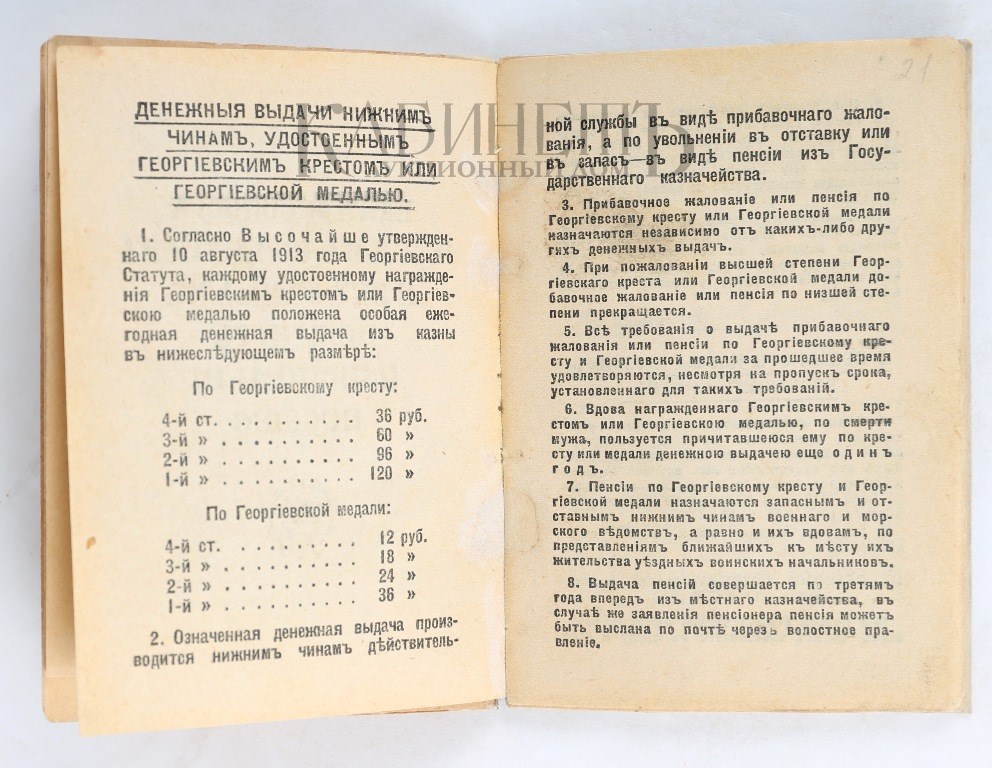 ДЕНЕЖНЫЯ ВЫДАЧИ НИЖНИМЪ
ЧИНАМЪ, УДОСТОЕННЫМЪ
ГЕОРГІЕВСКИМЪ КРЕСТОМЪ ИЛИ
ГЕОРГІЕВСКОЙ МЕДАЛЬЮ.
1. Согласно Высочайше утвержден-
наго 10 августа 1913 года Георгіевскаго
Статута, каждому удостоенному награжде-
нія Георгіевскимъ крестомъ или Георгіев-
скою медалью положена особая еже-
годная денежная выдача изъ казны
въ нижеслѣдующемъ размѣрѣ:
По Георгіевскому кресту:
4-й ст. . . . . . . . . . . . 36 руб.
3-й » . . . . . . . . . . . 60 »
2-й » . . . . . . . . . . . 96 »
1-й » . . . . . . . . . . . 120 »
По Георгіевской медали:
4-й ст. . . . . . . . . . . 12 руб.
3-й » . . . . . . . . . . . 18 »
2-й » . . . . . . . . . . . 24 »
1-й » . . . . . . . . . . . 36 »
2. Означенная денежная выдача произ-
водится нижнимъ чинамъ дѣйствитель-
21
ной службы въ видѣ прибавочнаго жало-
ванія, а по увольненіи въ отставку или
въ запасъ—въ видѣ пенсіи изъ Госу-
дарственнаго казначейства.
3. Прибавочное жалованіе или пенсія по
Георгіевскому кресту или Георгіевской медали
назначаются независимо отъ какихъ-либо дру-
гихъ денежныхъ выдачъ.
4. При пожалованіи высшей степени Геор-
гіевскаго креста или Георгіевской медали до-
бавочное жалованіе или пенсія по низшей сте-
пени прекращается.
5. Всѣ требованія о выдачѣ прибавочнаго
жалованія или пенсіи по Георгіевскому кре-
сту и Георгіевской медали за прошедшее время
удовлетворяются, несмотря на пропускъ срока,
установленнаго для такихъ требованій.
6. Вдова награжденнаго Георгіевскимъ кре-
стомъ или Георгіевскою медалью, по смерти
мужа, пользуется причитавшеюся ему по кре-
сту или медали денежною выдачею еще одинъ
годъ.
7. Пенсіи по Георгіевскому кресту и Геор-
гіевской медали назначаются запаснымъ и от-
ставнымъ нижнимъ чинамъ военнаго и мор-
ского вѣдомствъ, а равно и ихъ вдовамъ, по
представленіямъ ближайшихъ къ мѣсту ихъ
жительства уѣздныхъ воинскихъ начальниковъ.
8. Выдача пенсій совершается по третямъ
года впередъ изъ мѣстнаго казначейства, въ
случаѣ же заявленія пенсіонера пенсія можетъ
быть выслана по почтѣ черезъ волостное пра-
вленіе.
КАБИНЕТЪ
АУКЦИОННЫЙ ДОМ